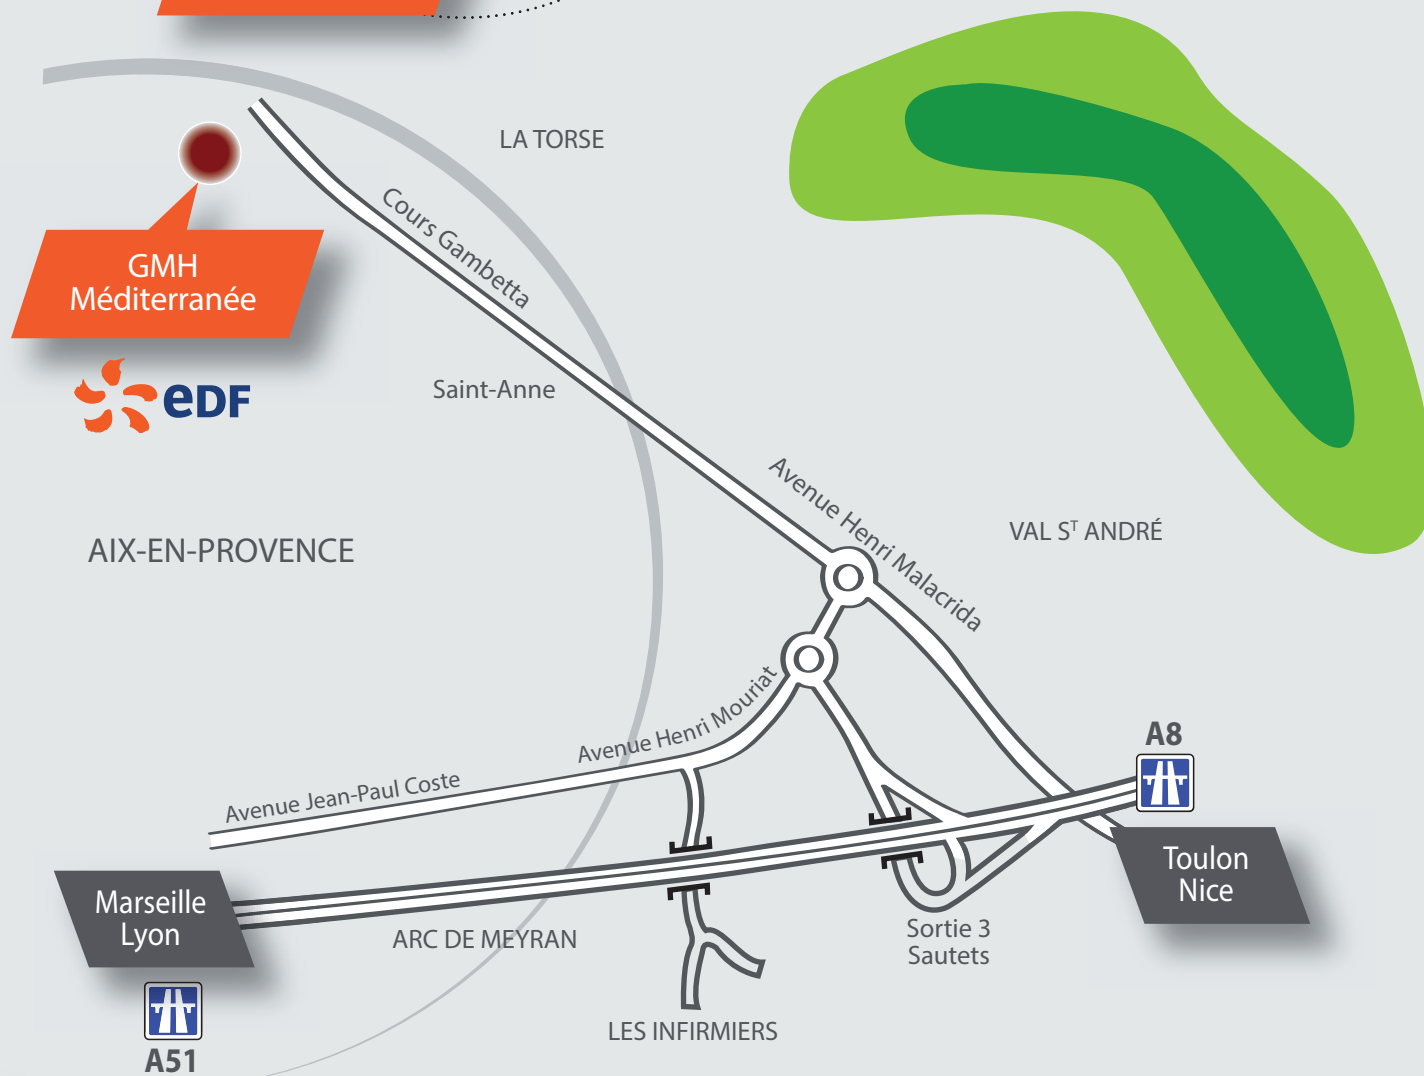 LA TORSE
Cours Gambetta
GMH
Méditerranée
eDF
Saint-Anne
Avenue Henri Malacrida
VAL Sᵀ ANDRÉ
AIX-EN-PROVENCE
Avenue Henri Mouriat
A8
Avenue Jean-Paul Coste
Toulon
Nice
Marseille
Lyon
ARC DE MEYRAN
Sortie 3
Sautets
LES INFIRMIERS
A51